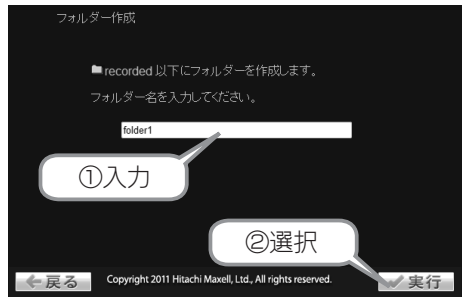 フォルダー作成
recorded 以下にフォルダーを作成します。
フォルダー名を入力してください。
folder1
①入力
②選択
戻る
Copyright 2011 Hitachi Maxell, Ltd., All rights reserved.
実行